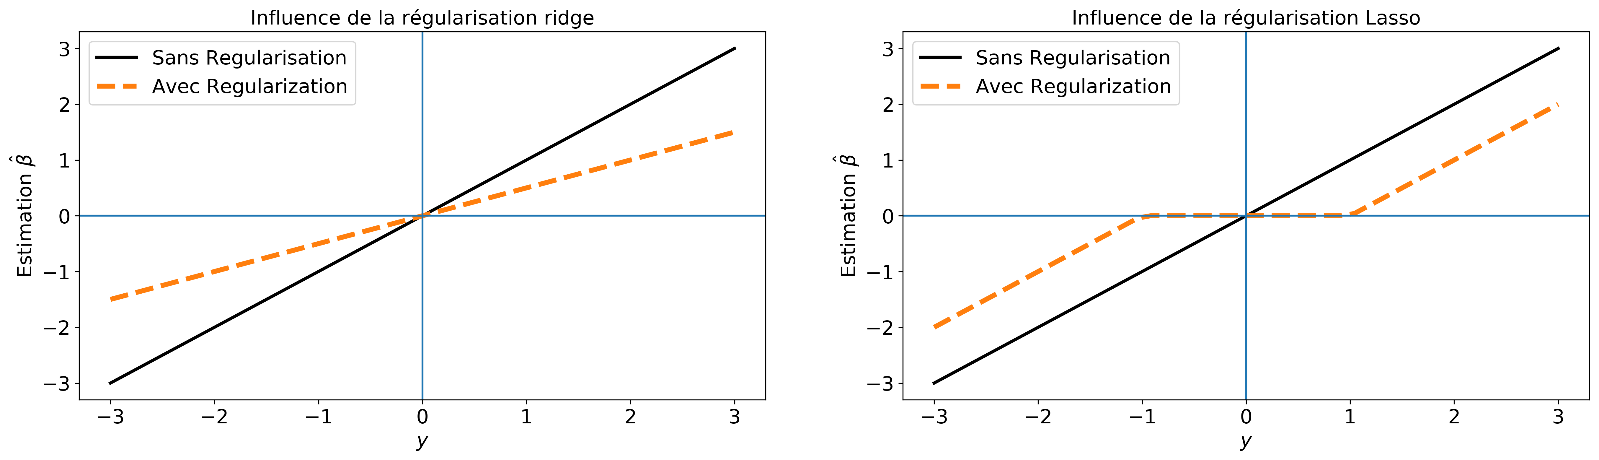 Influence de la régularisation ridge
Sans Regularisation
Avec Regularization
3
2
1
0
−1
−2
−3
Estimation β̂
−3 −2 −1 0 1 2 3
y
Influence de la régularisation Lasso
Sans Regularisation
Avec Regularization
3
2
1
0
−1
−2
−3
Estimation β̂
−3 −2 −1 0 1 2 3
y